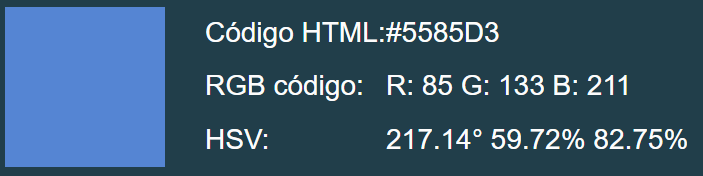 Código HTML:#5585D3
RGB código: R: 85 G: 133 B: 211
HSV: 217.14° 59.72% 82.75%